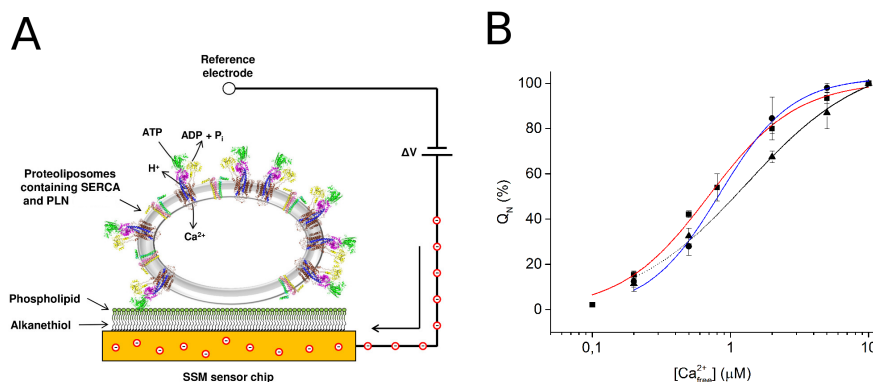 A
Reference
electrode
ATP
ADP + Pi
H+
ΔV
Proteoliposomes
containing SERCA
and PLN
Ca2+
Phospholipid
Alkanethiol
SSM sensor chip
B
100
80
60
40
20
0
QN (%)
0,1
1
10
[Ca2+free] (μM)